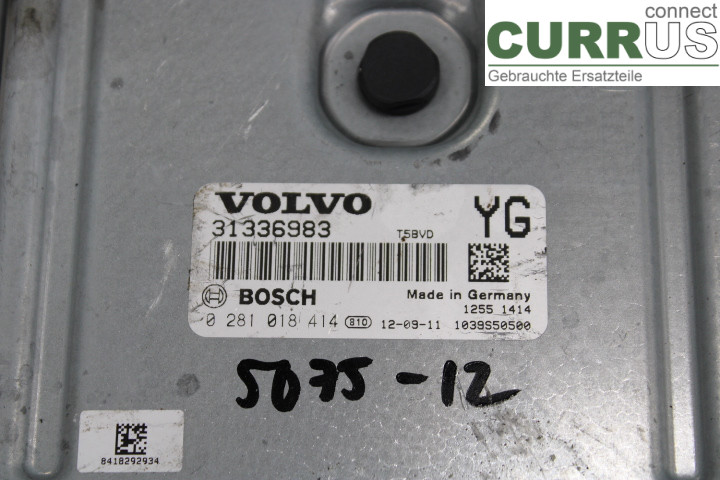 connect
CURRUS
Gebrauchte Ersatzteile
VOLVO
YG
31336983
T5BVD
BOSCH
Made in Germany
1255 1414
0 281 018 414 810 12-09-11 1039S50500
5075-12
8418292934